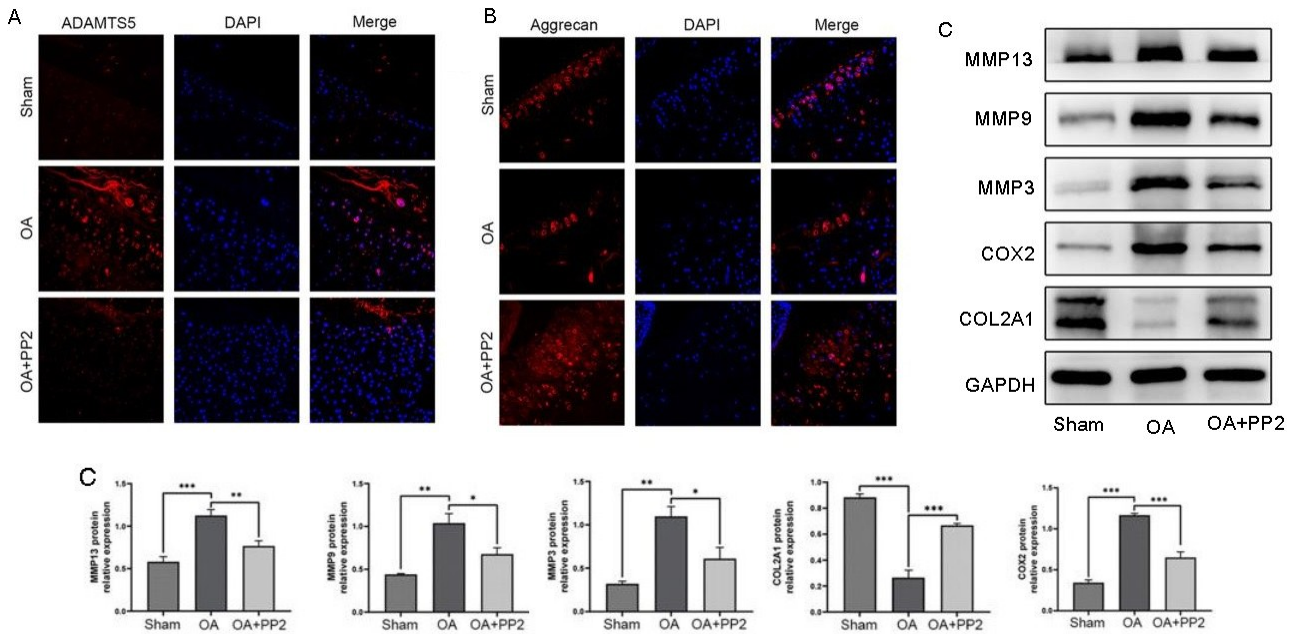 A
ADAMTS5 DAPI Merge
Sham
OA
OA+PP2
B
Aggrecan DAPI Merge
Sham
OA
OA+PP2
C
MMP13
MMP9
MMP3
COX2
COL2A1
GAPDH
Sham OA OA+PP2
C
MMP13 protein
relative expression
1.5
1.0
0.5
0.0
*** **
Sham OA OA+PP2
MMP9 protein
relative expression
1.5
1.0
0.5
0.0
** *
Sham OA OA+PP2
MMP3 protein
relative expression
1.5
1.0
0.5
0.0
** *
Sham OA OA+PP2
COL2A1 protein
relative expression
1.0
0.8
0.6
0.4
0.2
0.0
*** ***
Sham OA OA+PP2
COX2 protein
relative expression
1.5
1.0
0.5
0.0
*** ***
Sham OA OA+PP2